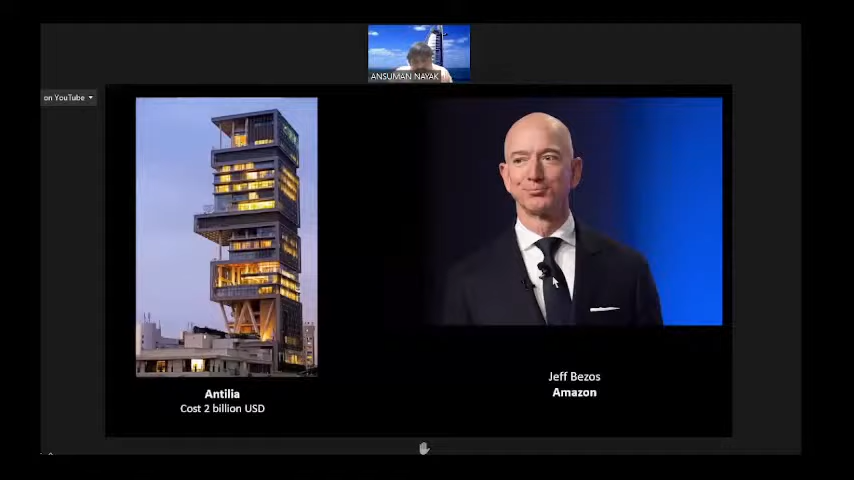 ANSUMAN NAYAK
on YouTube
Antilia
Cost 2 billion USD
Jeff Bezos
Amazon